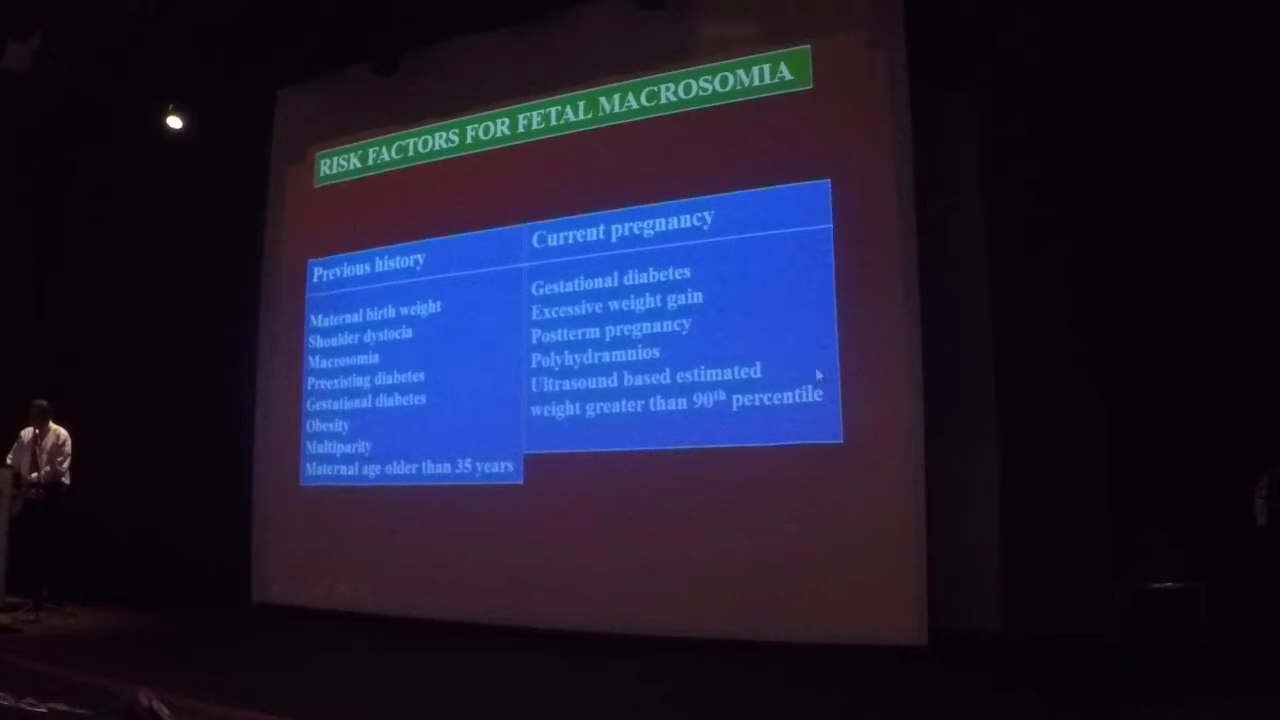 RISK FACTORS FOR FETAL MACROSOMIA
Previous history
Maternal birth weight
Shoulder dystocia
Macrosomia
Preexisting diabetes
Gestational diabetes
Obesity
Multiparity
Maternal age older than 35 years
Current pregnancy
Gestational diabetes
Excessive weight gain
Postterm pregnancy
Polyhydramnios
Ultrasound based estimated
weight greater than 90th percentile